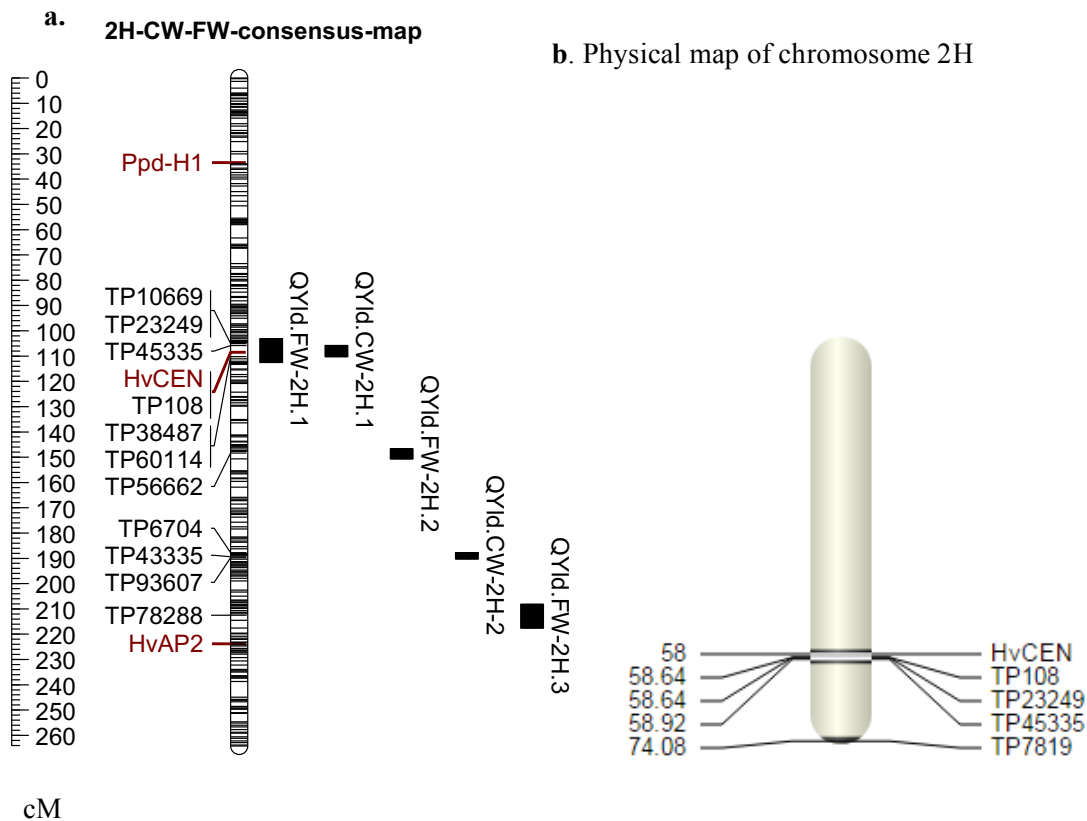 a.
2H-CW-FW-consensus-map
0
10
20
30
40
50
60
70
80
90
100
110
120
130
140
150
160
170
180
190
200
210
220
230
240
250
260
Ppd-H1
TP10669
TP23249
TP45335
HvCEN
TP108
TP38487
TP60114
TP56662
TP6704
TP43335
TP93607
TP78288
HvAP2
QYld.FW-2H.1
QYld.CW-2H.1
QYld.FW-2H.2
QYld.CW-2H-2
QYld.FW-2H.3
cM
b. Physical map of chromosome 2H
58 HvCEN
58.64 TP108
58.64 TP23249
58.92 TP45335
74.08 TP7819